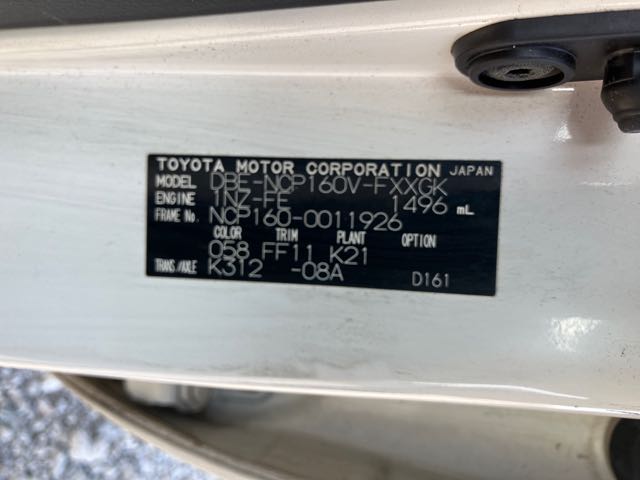 TOYOTA MOTOR CORPORATION JAPAN
MODEL DBE-NCP160V-FXXGK
ENGINE 1NZ-FE 1496 mL
FRAME No. NCP160-0011926
COLOR TRIM PLANT OPTION
058 FF11 K21
TRANS./AXLE K312 -08A D161